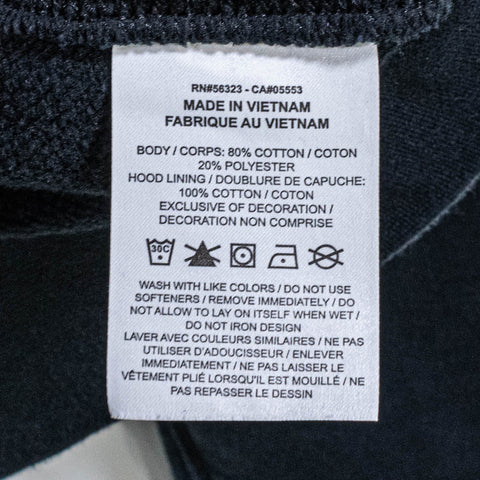 RN#56323 - CA#05553
MADE IN VIETNAM
FABRIQUE AU VIETNAM
BODY / CORPS: 80% COTTON / COTON
20% POLYESTER
HOOD LINING / DOUBLURE DE CAPUCHE:
100% COTTON / COTON
EXCLUSIVE OF DECORATION /
DECORATION NON COMPRISE
30C
WASH WITH LIKE COLORS / DO NOT USE
SOFTENERS / REMOVE IMMEDIATELY / DO
NOT ALLOW TO LAY ON ITSELF WHEN WET /
DO NOT IRON DESIGN
LAVER AVEC COULEURS SIMILAIRES / NE PAS
UTILISER D'ADOUCISSEUR / ENLEVER
IMMEDIATEMENT / NE PAS LAISSER LE
VÊTEMENT PLIÉ LORSQU'IL EST MOUILLÉ / NE
PAS REPASSER LE DESSIN